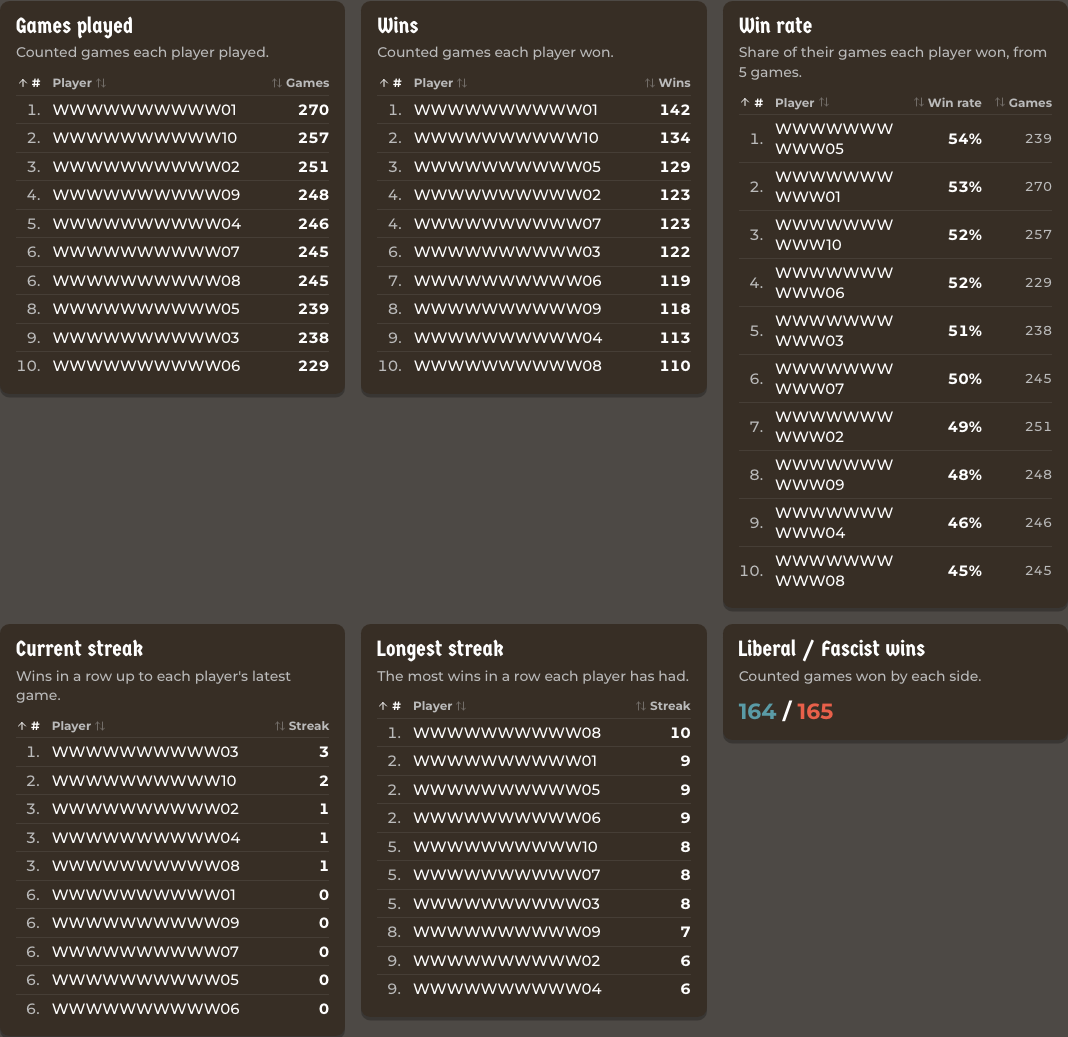 Games played
Counted games each player played.
↑ # Player ↑↓ ↑↓ Games
1. WWWWWWWWWW01 270
2. WWWWWWWWWW10 257
3. WWWWWWWWWW02 251
4. WWWWWWWWWW09 248
5. WWWWWWWWWW04 246
6. WWWWWWWWWW07 245
6. WWWWWWWWWW08 245
8. WWWWWWWWWW05 239
9. WWWWWWWWWW03 238
10. WWWWWWWWWW06 229
Wins
Counted games each player won.
↑ # Player ↑↓ ↑↓ Wins
1. WWWWWWWWWW01 142
2. WWWWWWWWWW10 134
3. WWWWWWWWWW05 129
4. WWWWWWWWWW02 123
4. WWWWWWWWWW07 123
6. WWWWWWWWWW03 122
7. WWWWWWWWWW06 119
8. WWWWWWWWWW09 118
9. WWWWWWWWWW04 113
10. WWWWWWWWWW08 110
Win rate
Share of their games each player won, from
5 games.
↑ # Player ↑↓ ↑↓ Win rate ↑↓ Games
1. WWWWWWW 54% 239
WWW05
2. WWWWWWW 53% 270
WWW01
3. WWWWWWW 52% 257
WWW10
4. WWWWWWW 52% 229
WWW06
5. WWWWWWW 51% 238
WWW03
6. WWWWWWW 50% 245
WWW07
7. WWWWWWW 49% 251
WWW02
8. WWWWWWW 48% 248
WWW09
9. WWWWWWW 46% 246
WWW04
10. WWWWWWW 45% 245
WWW08
Current streak
Wins in a row up to each player's latest
game.
↑ # Player ↑↓ ↑↓ Streak
1. WWWWWWWWWW03 3
2. WWWWWWWWWW10 2
3. WWWWWWWWWW02 1
3. WWWWWWWWWW04 1
3. WWWWWWWWWW08 1
6. WWWWWWWWWW01 0
6. WWWWWWWWWW09 0
6. WWWWWWWWWW07 0
6. WWWWWWWWWW05 0
6. WWWWWWWWWW06 0
Longest streak
The most wins in a row each player has had.
↑ # Player ↑↓ ↑↓ Streak
1. WWWWWWWWWW08 10
2. WWWWWWWWWW01 9
2. WWWWWWWWWW05 9
2. WWWWWWWWWW06 9
5. WWWWWWWWWW10 8
5. WWWWWWWWWW07 8
5. WWWWWWWWWW03 8
8. WWWWWWWWWW09 7
9. WWWWWWWWWW02 6
9. WWWWWWWWWW04 6
Liberal / Fascist wins
Counted games won by each side.
164 / 165